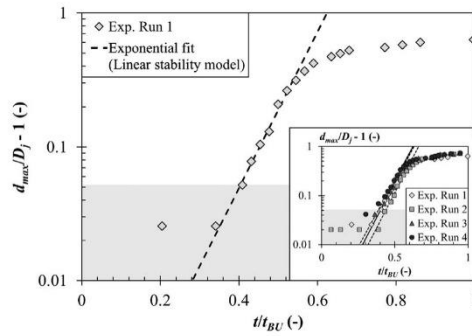 1
0.1
0.01
d_max/D_j - 1 (-)
Exp. Run 1
Exponential fit
(Linear stability model)
0
0.2
0.4
0.6
0.8
t/t_BU (-)
d_max/D_j - 1 (-)
1
0.1
0.01
Exp. Run 1
Exp. Run 2
Exp. Run 3
Exp. Run 4
0
0.5
1
t/t_BU (-)